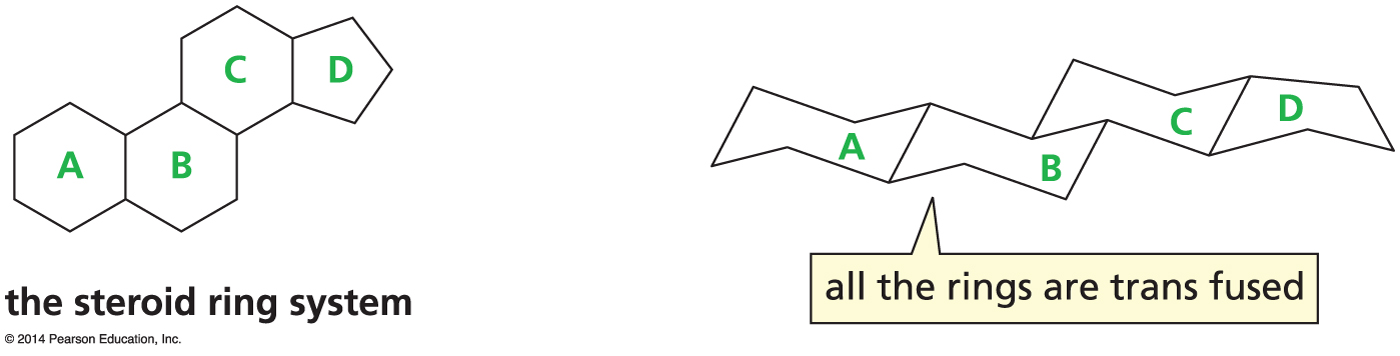 C
D
A
B
the steroid ring system
© 2014 Pearson Education, Inc.
A
B
C
D
all the rings are trans fused